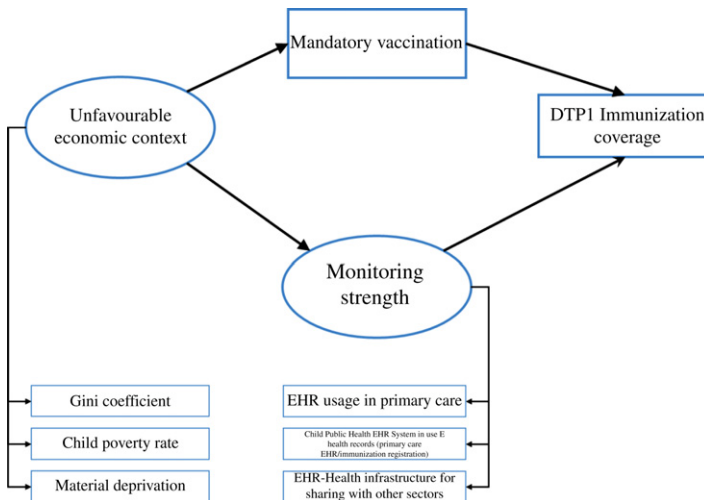 Mandatory vaccination
Unfavourable
economic context
DTP1 Immunization
coverage
Monitoring
strength
Gini coefficient
Child poverty rate
Material deprivation
EHR usage in primary care
Child Public Health EHR System in use E
health records (primary care
EHR/immunization registration)
EHR-Health infrastructure for
sharing with other sectors